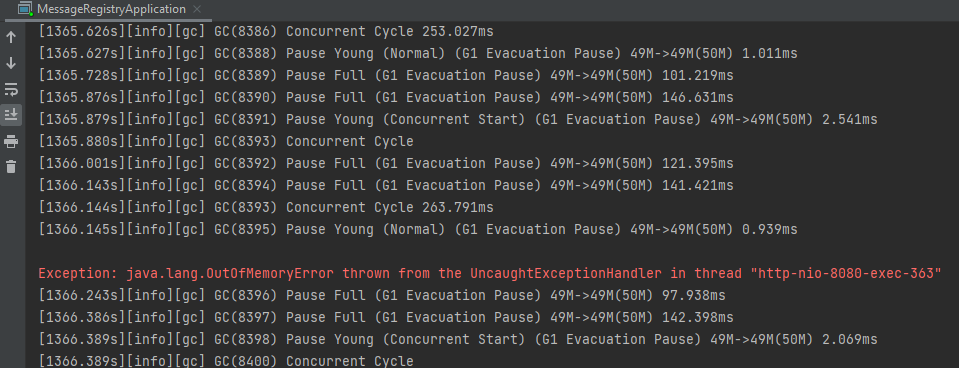 MessageRegistryApplication
[1365.626s][info][gc] GC(8386) Concurrent Cycle 253.027ms
[1365.627s][info][gc] GC(8388) Pause Young (Normal) (G1 Evacuation Pause) 49M->49M(50M) 1.011ms
[1365.728s][info][gc] GC(8389) Pause Full (G1 Evacuation Pause) 49M->49M(50M) 101.219ms
[1365.876s][info][gc] GC(8390) Pause Full (G1 Evacuation Pause) 49M->49M(50M) 146.631ms
[1365.879s][info][gc] GC(8391) Pause Young (Concurrent Start) (G1 Evacuation Pause) 49M->49M(50M) 2.541ms
[1365.880s][info][gc] GC(8393) Concurrent Cycle
[1366.001s][info][gc] GC(8392) Pause Full (G1 Evacuation Pause) 49M->49M(50M) 121.395ms
[1366.143s][info][gc] GC(8394) Pause Full (G1 Evacuation Pause) 49M->49M(50M) 141.421ms
[1366.144s][info][gc] GC(8393) Concurrent Cycle 263.791ms
[1366.145s][info][gc] GC(8395) Pause Young (Normal) (G1 Evacuation Pause) 49M->49M(50M) 0.939ms
Exception: java.lang.OutOfMemoryError thrown from the UncaughtExceptionHandler in thread "http-nio-8080-exec-363"
[1366.243s][info][gc] GC(8396) Pause Full (G1 Evacuation Pause) 49M->49M(50M) 97.938ms
[1366.386s][info][gc] GC(8397) Pause Full (G1 Evacuation Pause) 49M->49M(50M) 142.398ms
[1366.389s][info][gc] GC(8398) Pause Young (Concurrent Start) (G1 Evacuation Pause) 49M->49M(50M) 2.069ms
[1366.389s][info][gc] GC(8400) Concurrent Cycle